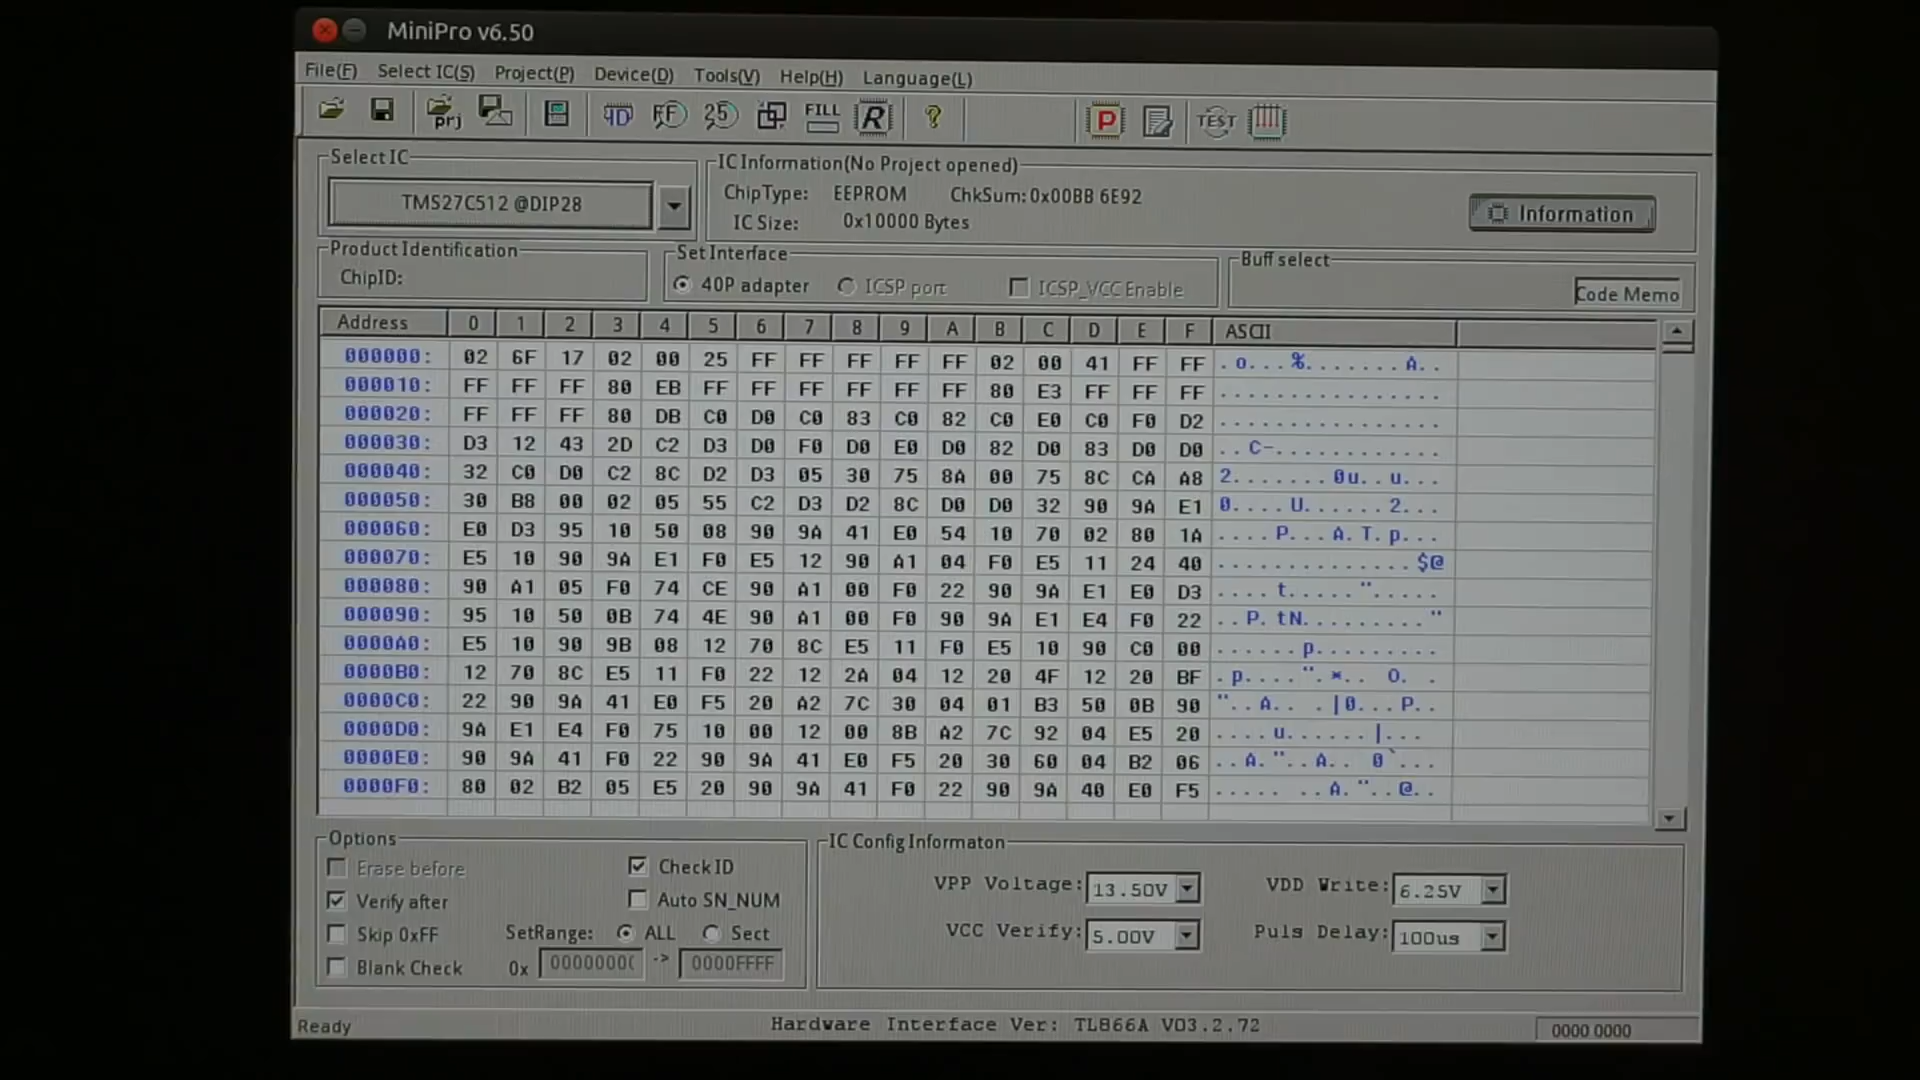 MiniPro v6.50
File(F) Select IC(S) Project(P) Device(D) Tools(V) Help(H) Language(L)
prj ID FF 25 FILL R ? P TEST
Select IC
TMS27C512 @DIP28
IC Information(No Project opened)
ChipType: EEPROM ChkSum:0x00BB 6E92
IC Size: 0x10000 Bytes
Information
Product Identification
ChipID:
Set Interface
40P adapter ICSP port ICSP_VCC Enable
Buff select
Code Memo
Address 0 1 2 3 4 5 6 7 8 9 A B C D E F ASCII
000000: 02 6F 17 02 00 25 FF FF FF FF FF 02 00 41 FF FF .o...%.......A..
000010: FF FF FF 80 EB FF FF FF FF FF FF 80 E3 FF FF FF ................
000020: FF FF FF 80 DB C0 D0 C0 83 C0 82 C0 E0 C0 F0 D2 ................
000030: D3 12 43 2D C2 D3 D0 F0 D0 E0 D0 82 D0 83 D0 D0 ..C-............
000040: 32 C0 D0 C2 8C D2 D3 05 30 75 8A 00 75 8C CA A8 2.......0u..u...
000050: 30 B8 00 02 05 55 C2 D3 D2 8C D0 D0 32 90 9A E1 0....U......2...
000060: E0 D3 95 10 50 08 90 9A 41 E0 54 10 70 02 80 1A ....P...A.T.p...
000070: E5 10 90 9A E1 F0 E5 12 90 A1 04 F0 E5 11 24 40 ..............$@
000080: 90 A1 05 F0 74 CE 90 A1 00 F0 22 90 9A E1 E0 D3 ....t.....".....
000090: 95 10 50 0B 74 4E 90 A1 00 F0 90 9A E1 E4 F0 22 ..P.tN........."
0000A0: E5 10 90 9B 08 12 70 8C E5 11 F0 E5 10 90 C0 00 ......p.........
0000B0: 12 70 8C E5 11 F0 22 12 2A 04 12 20 4F 12 20 BF .p....".*.. O. .
0000C0: 22 90 9A 41 E0 F5 20 A2 7C 30 04 01 B3 50 0B 90 "..A.. .|0...P..
0000D0: 9A E1 E4 F0 75 10 00 12 00 8B A2 7C 92 04 E5 20 ....u......|...
0000E0: 90 9A 41 F0 22 90 9A 41 E0 F5 20 30 60 04 B2 06 ..A."..A.. 0`...
0000F0: 80 02 B2 05 E5 20 90 9A 41 F0 22 90 9A 40 E0 F5 ..... ..A."..@..
Options
Erase before
Check ID
Verify after
Auto SN_NUM
Skip 0xFF
SetRange: ALL Sect
Blank Check
0x 0000000 -> 0000FFFF
IC Config Informaton
VPP Voltage: 13.50V VDD Write: 6.25V
VCC Verify: 5.00V Puls Delay: 100us
Ready
Hardware Interface Ver: TL866A V03.2.72
0000 0000